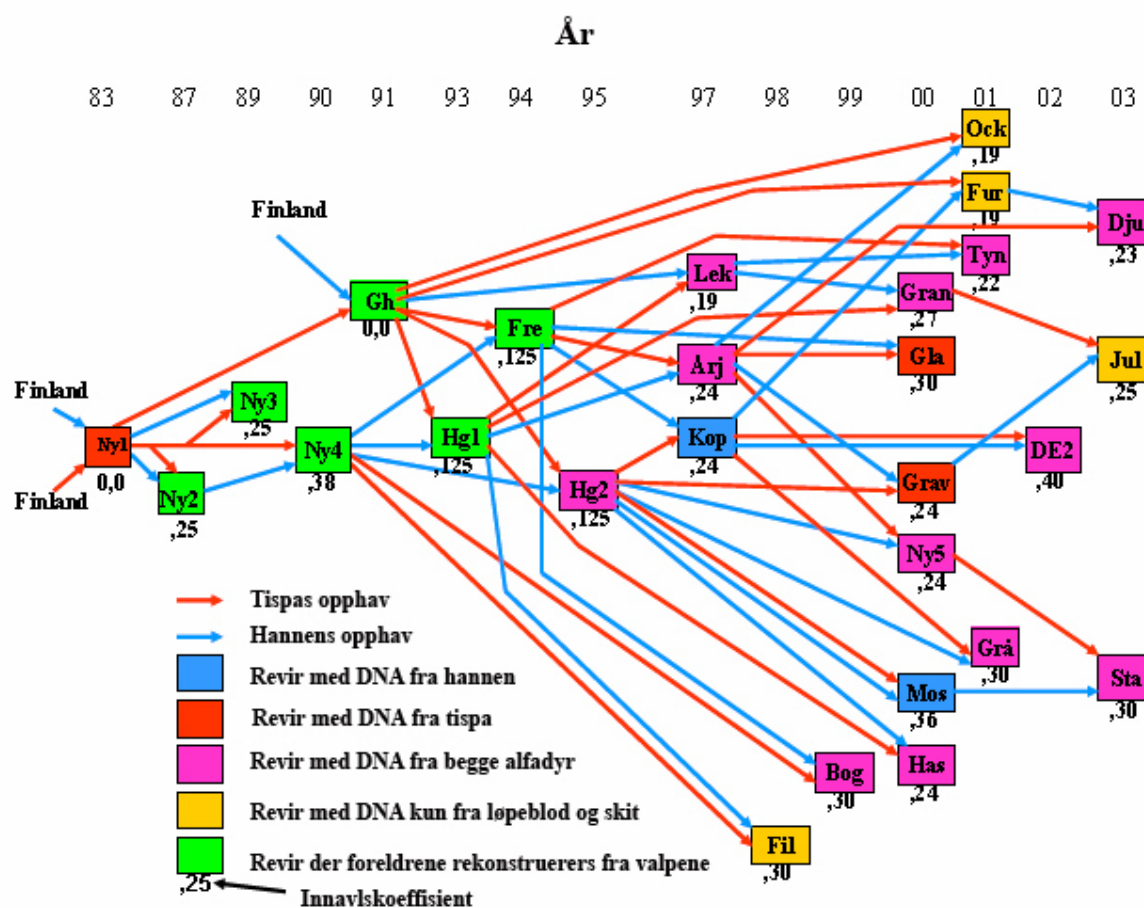 År
83 87 89 90 91 93 94 95 97 98 99 00 01 02 03
Ock
,19
Finland
Fur
,19
Dju
,23
Tyn
,22
Lek
,19
Gran
,27
Gh
0,0
Fre
,125
Gla
,30
Jul
,25
Arj
,24
Finland
Ny3
,25
Ny1
0,0
Ny4
,38
Hg1
,125
Kop
,24
DE2
,40
Finland
Ny2
,25
Hg2
,125
Grav
,24
Ny5
,24
Grå
,30
Sta
,30
Mos
,36
Has
,24
Bog
,30
Fil
,30
Tispas opphav
Hannens opphav
Revir med DNA fra hannen
Revir med DNA fra tispa
Revir med DNA fra begge alfadyr
Revir med DNA kun fra løpeblod og skit
Revir der foreldrene rekonstruerers fra valpene
,25
Innavlskoeffisient